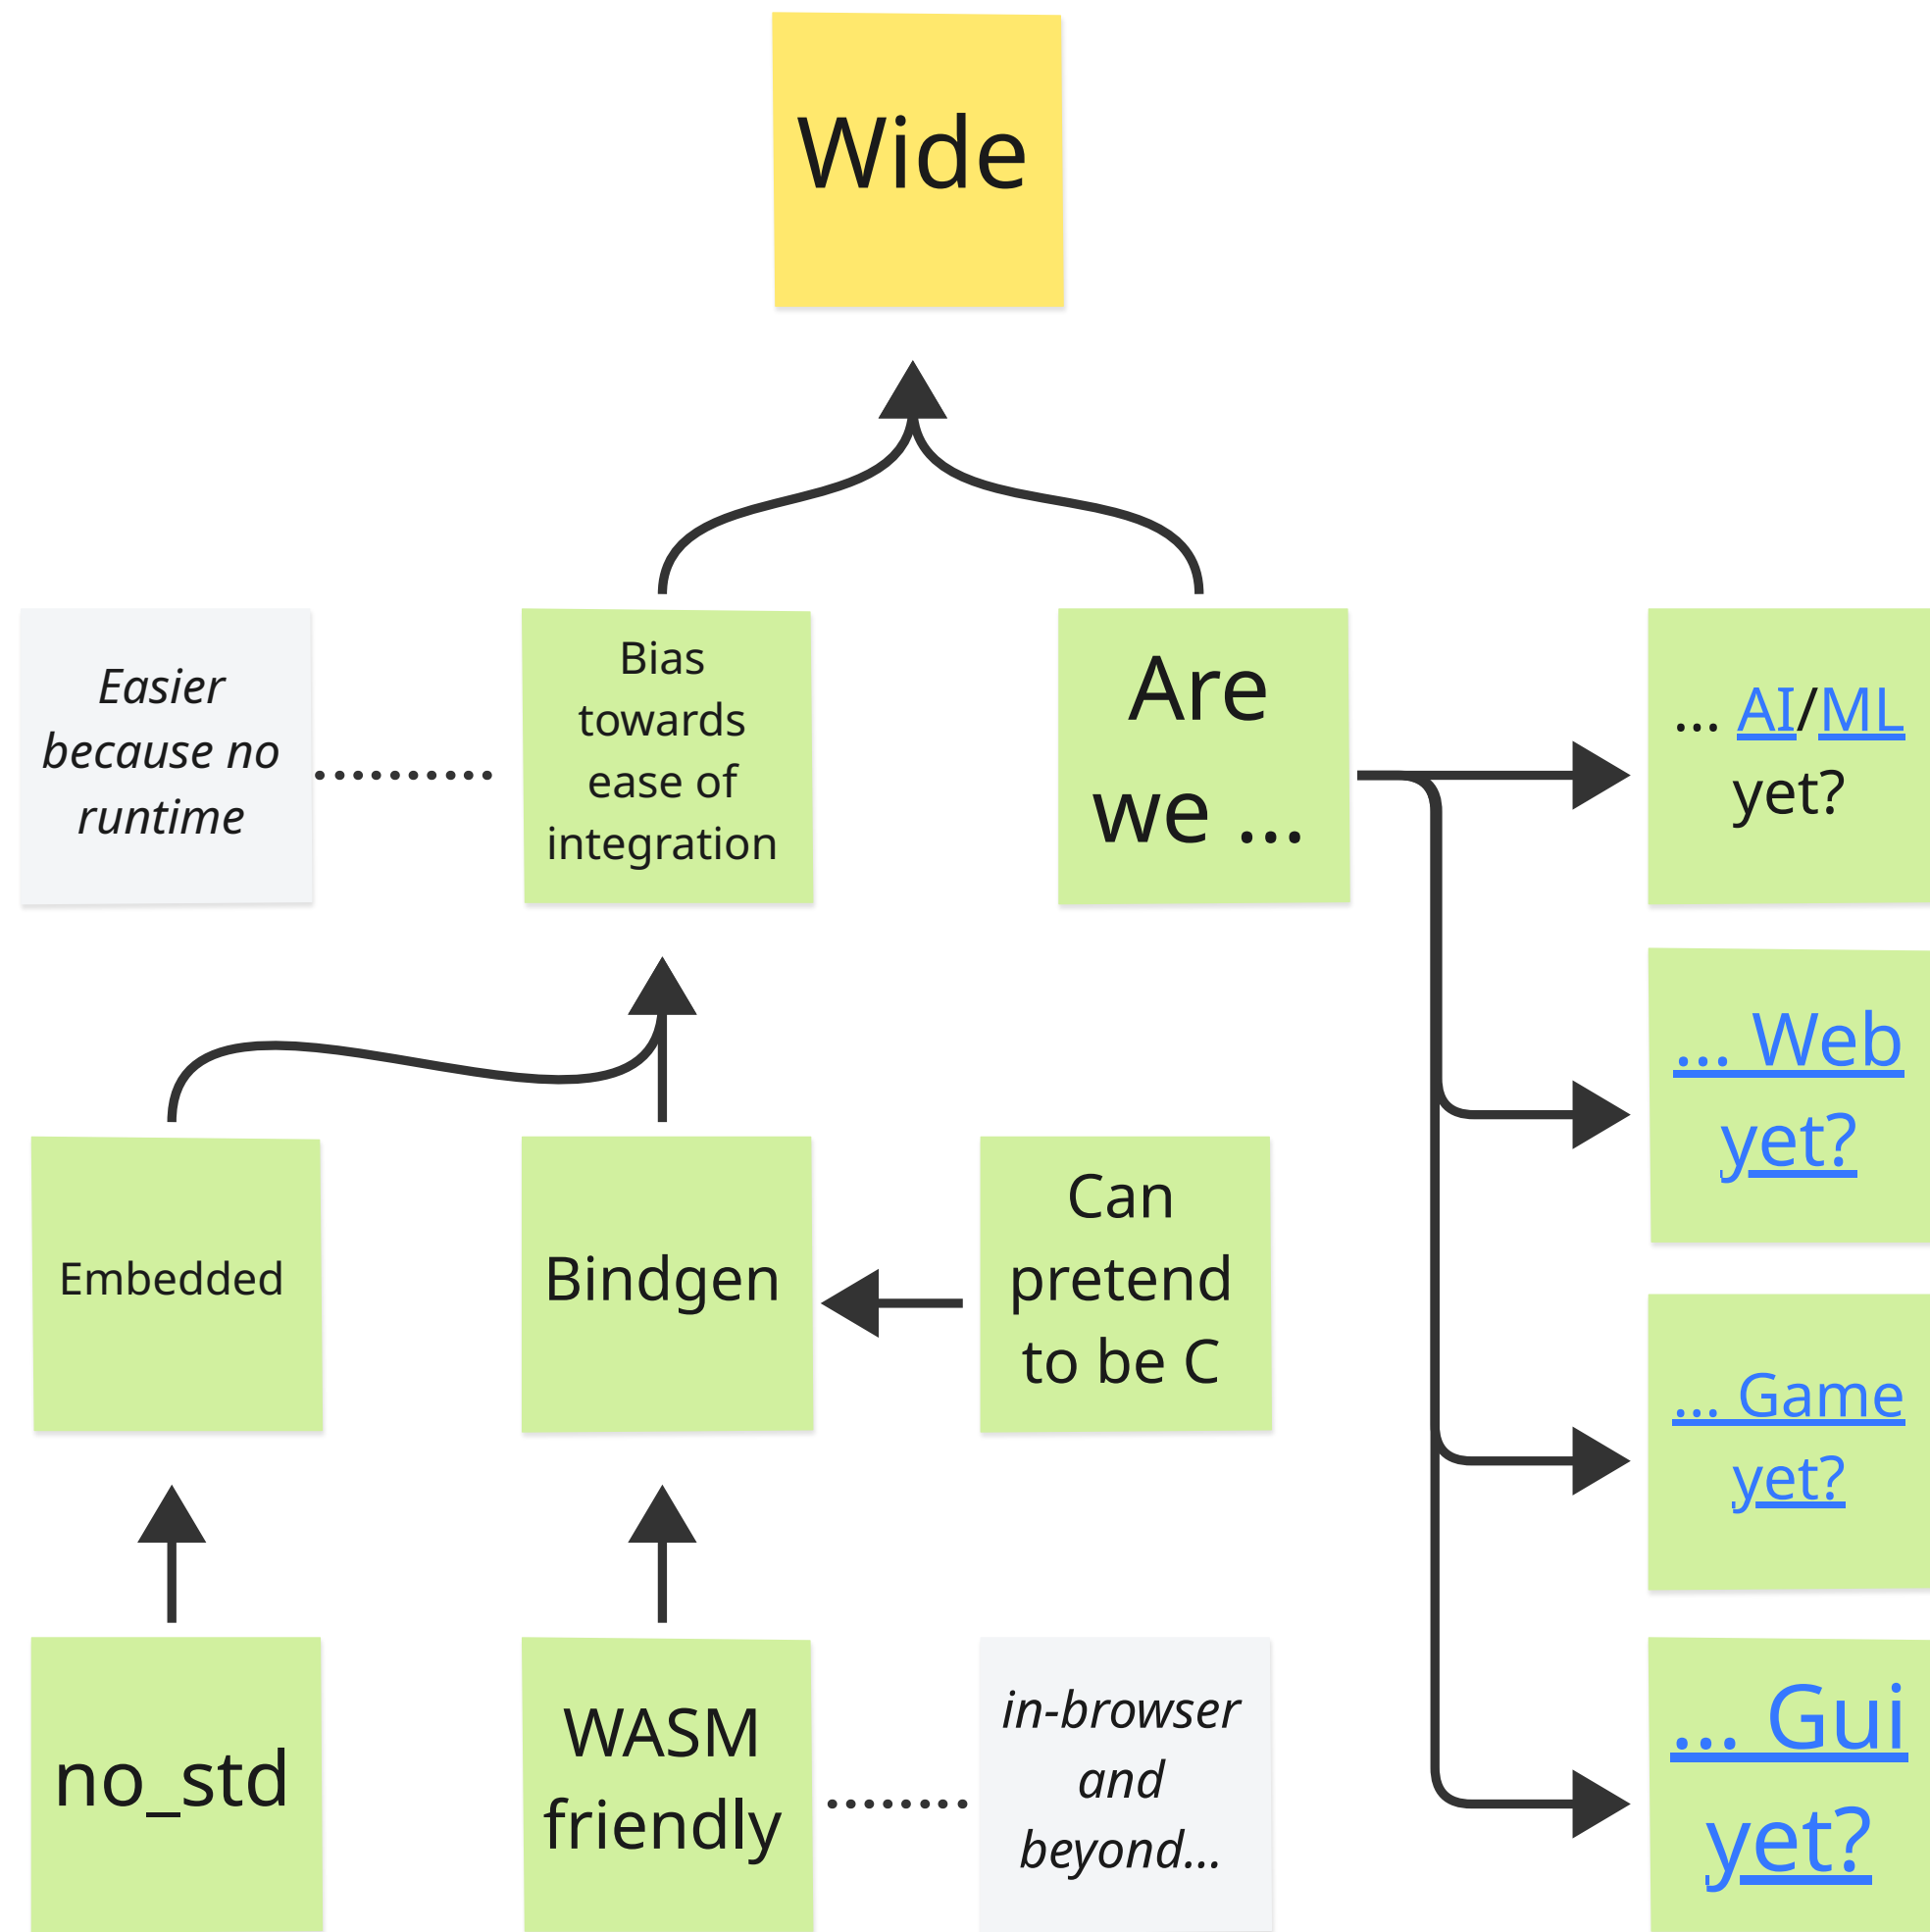 Wide
Easier
because no
runtime
Bias
towards
ease of
integration
Are
we ...
... AI/ML
yet?
... Web
yet?
Embedded
Bindgen
Can
pretend
to be C
... Game
yet?
no_std
WASM
friendly
in-browser
and
beyond...
... Gui
yet?